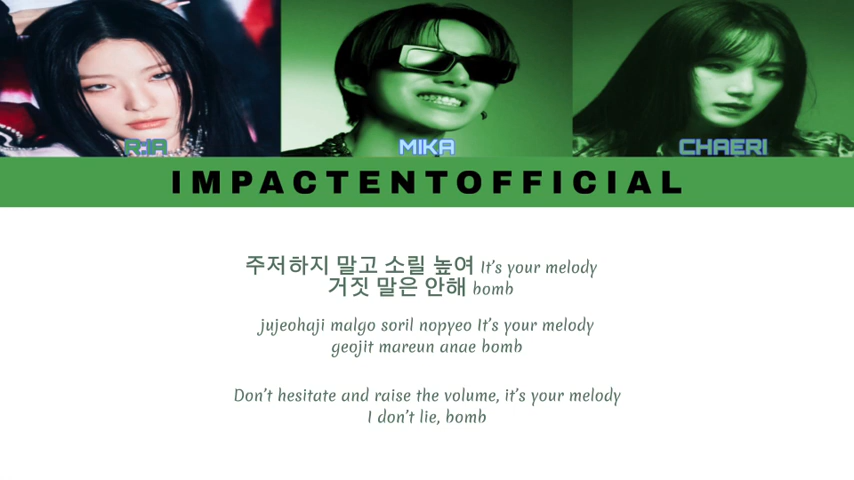 R:IA
MIKA
CHAERI
IMPACTENTOFFICIAL
주저하지 말고 소릴 높여 It's your melody
거짓 말은 안해 bomb
jujeohaji malgo soril nopyeo It's your melody
geojit mareun anae bomb
Don't hesitate and raise the volume, it's your melody
I don't lie, bomb